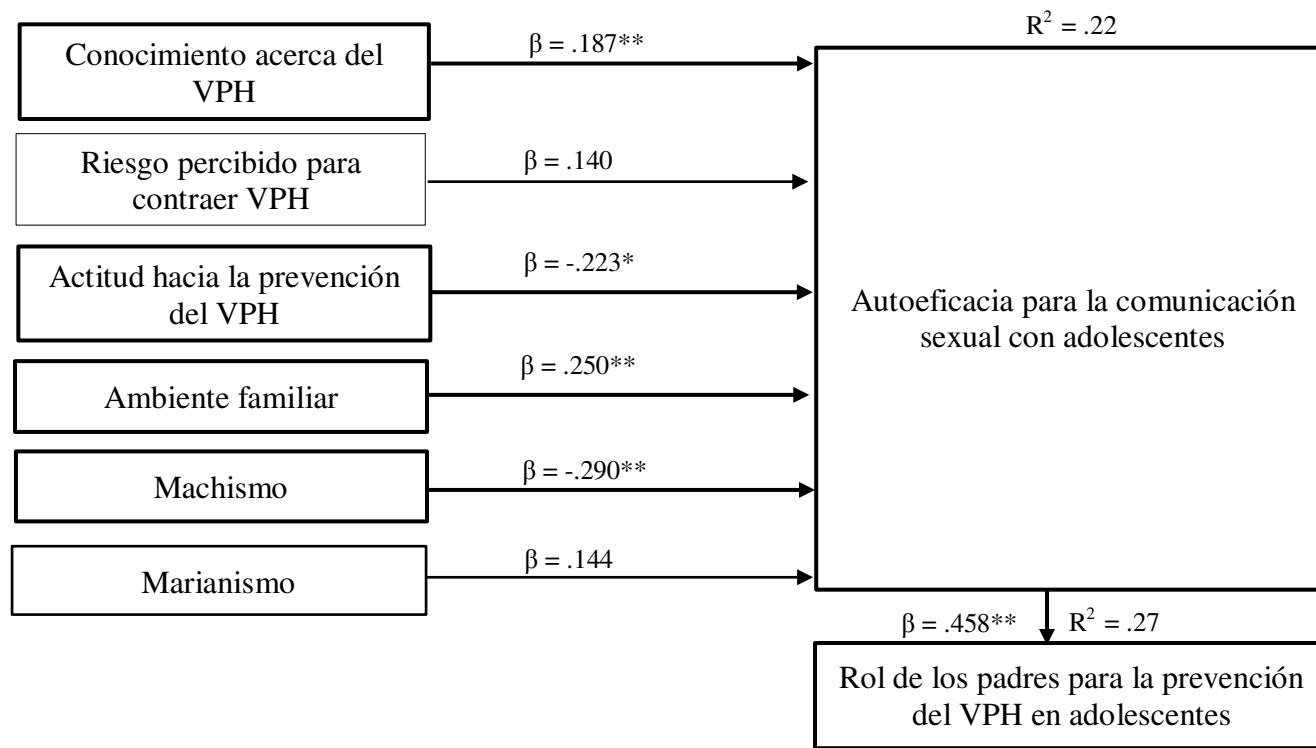 R² = .22
Conocimiento acerca del
VPH
β = .187**
Riesgo percibido para
contraer VPH
β = .140
Actitud hacia la prevención
del VPH
β = -.223*
Ambiente familiar
β = .250**
Machismo
β = -.290**
Marianismo
β = .144
Autoeficacia para la comunicación
sexual con adolescentes
β = .458**
R² = .27
Rol de los padres para la prevención
del VPH en adolescentes